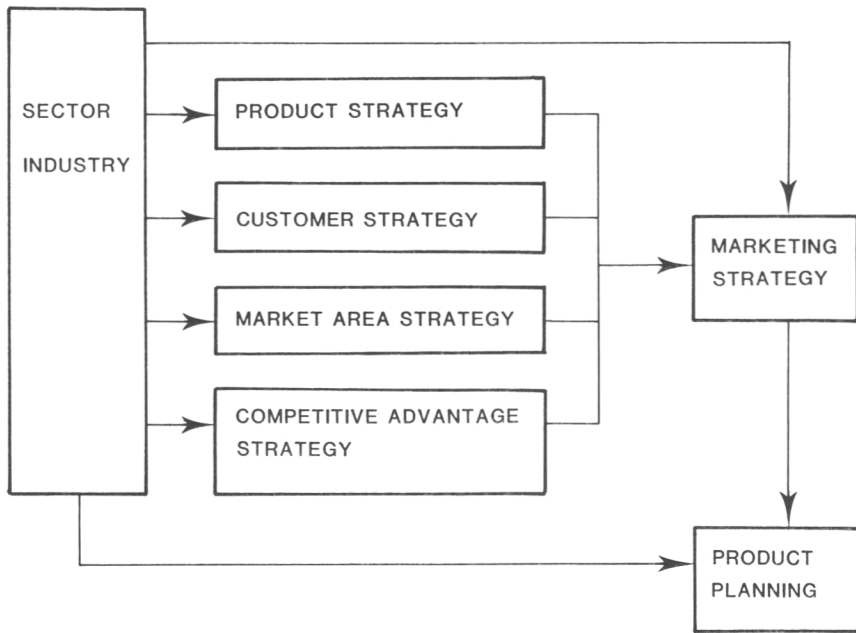 SECTOR
INDUSTRY
PRODUCT STRATEGY
CUSTOMER STRATEGY
MARKET AREA STRATEGY
COMPETITIVE ADVANTAGE
STRATEGY
MARKETING
STRATEGY
PRODUCT
PLANNING